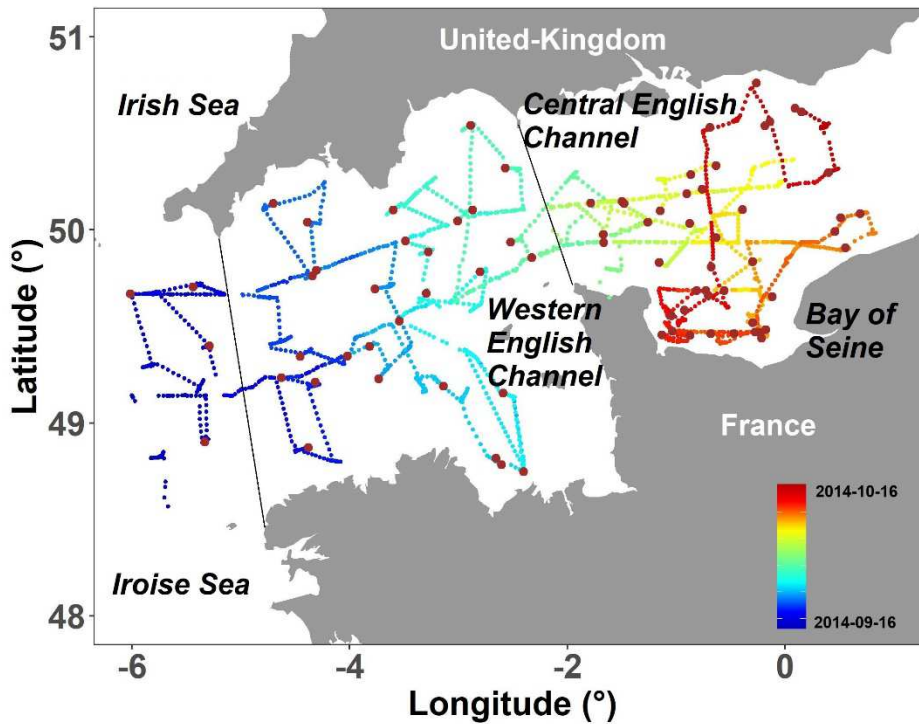 51
50
49
48
Latitude (°)
United-Kingdom
Irish Sea
Central English
Channel
Western
English
Channel
Bay of
Seine
France
Iroise Sea
2014-10-16
2014-09-16
-6
-4
-2
0
Longitude (°)